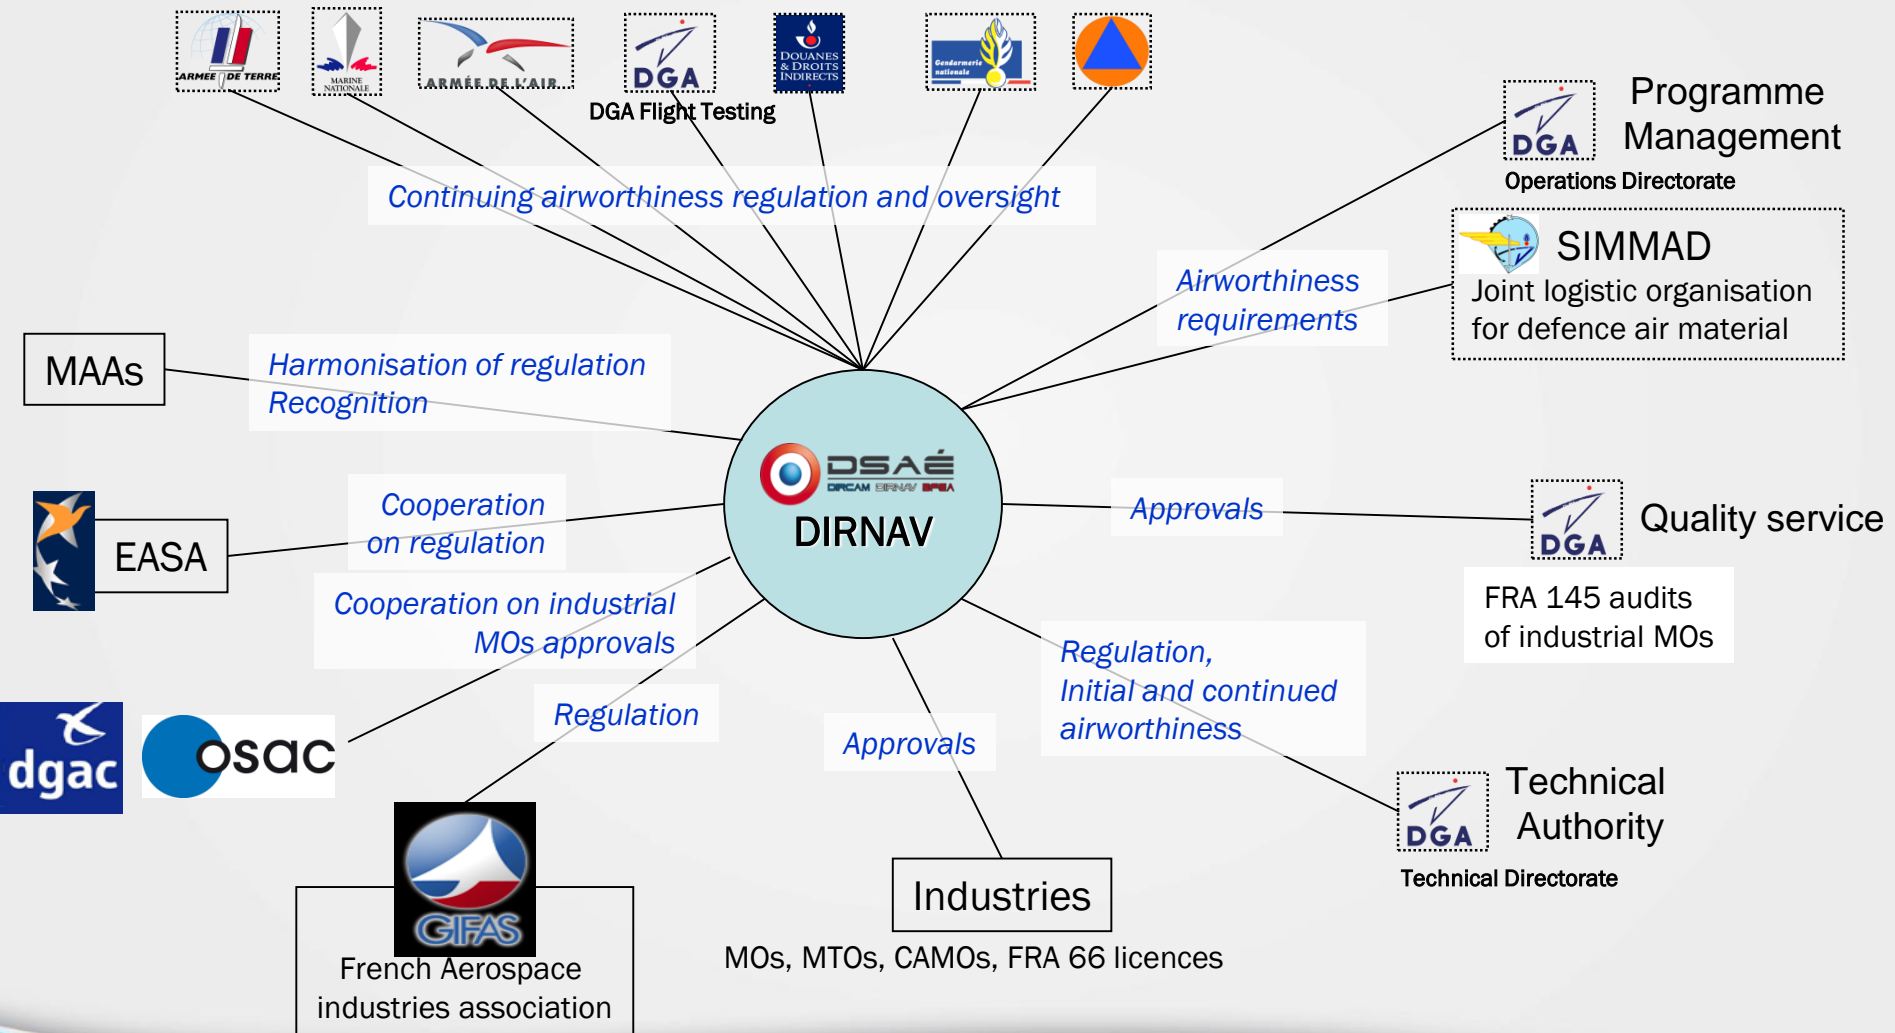 ARMEE DE TERRE
MARINE
NATIONALE
ARMÉE DE L'AIR
DGA
DGA Flight Testing
DOUANES
& DROITS
INDIRECTS
Gendarmerie
nationale
DGA
Programme
Management
Operations Directorate
Continuing airworthiness regulation and oversight
SIMMAD
Joint logistic organisation
for defence air material
Airworthiness
requirements
MAAs
Harmonisation of regulation
Recognition
DSAÉ
DIRCAM DIRNAV BPEA
DIRNAV
EASA
Cooperation
on regulation
Approvals
DGA
Quality service
FRA 145 audits
of industrial MOs
Cooperation on industrial
MOs approvals
dgac
osac
Regulation
Approvals
Regulation,
Initial and continued
airworthiness
DGA
Technical
Authority
Technical Directorate
GIFAS
French Aerospace
industries association
Industries
MOs, MTOs, CAMOs, FRA 66 licences